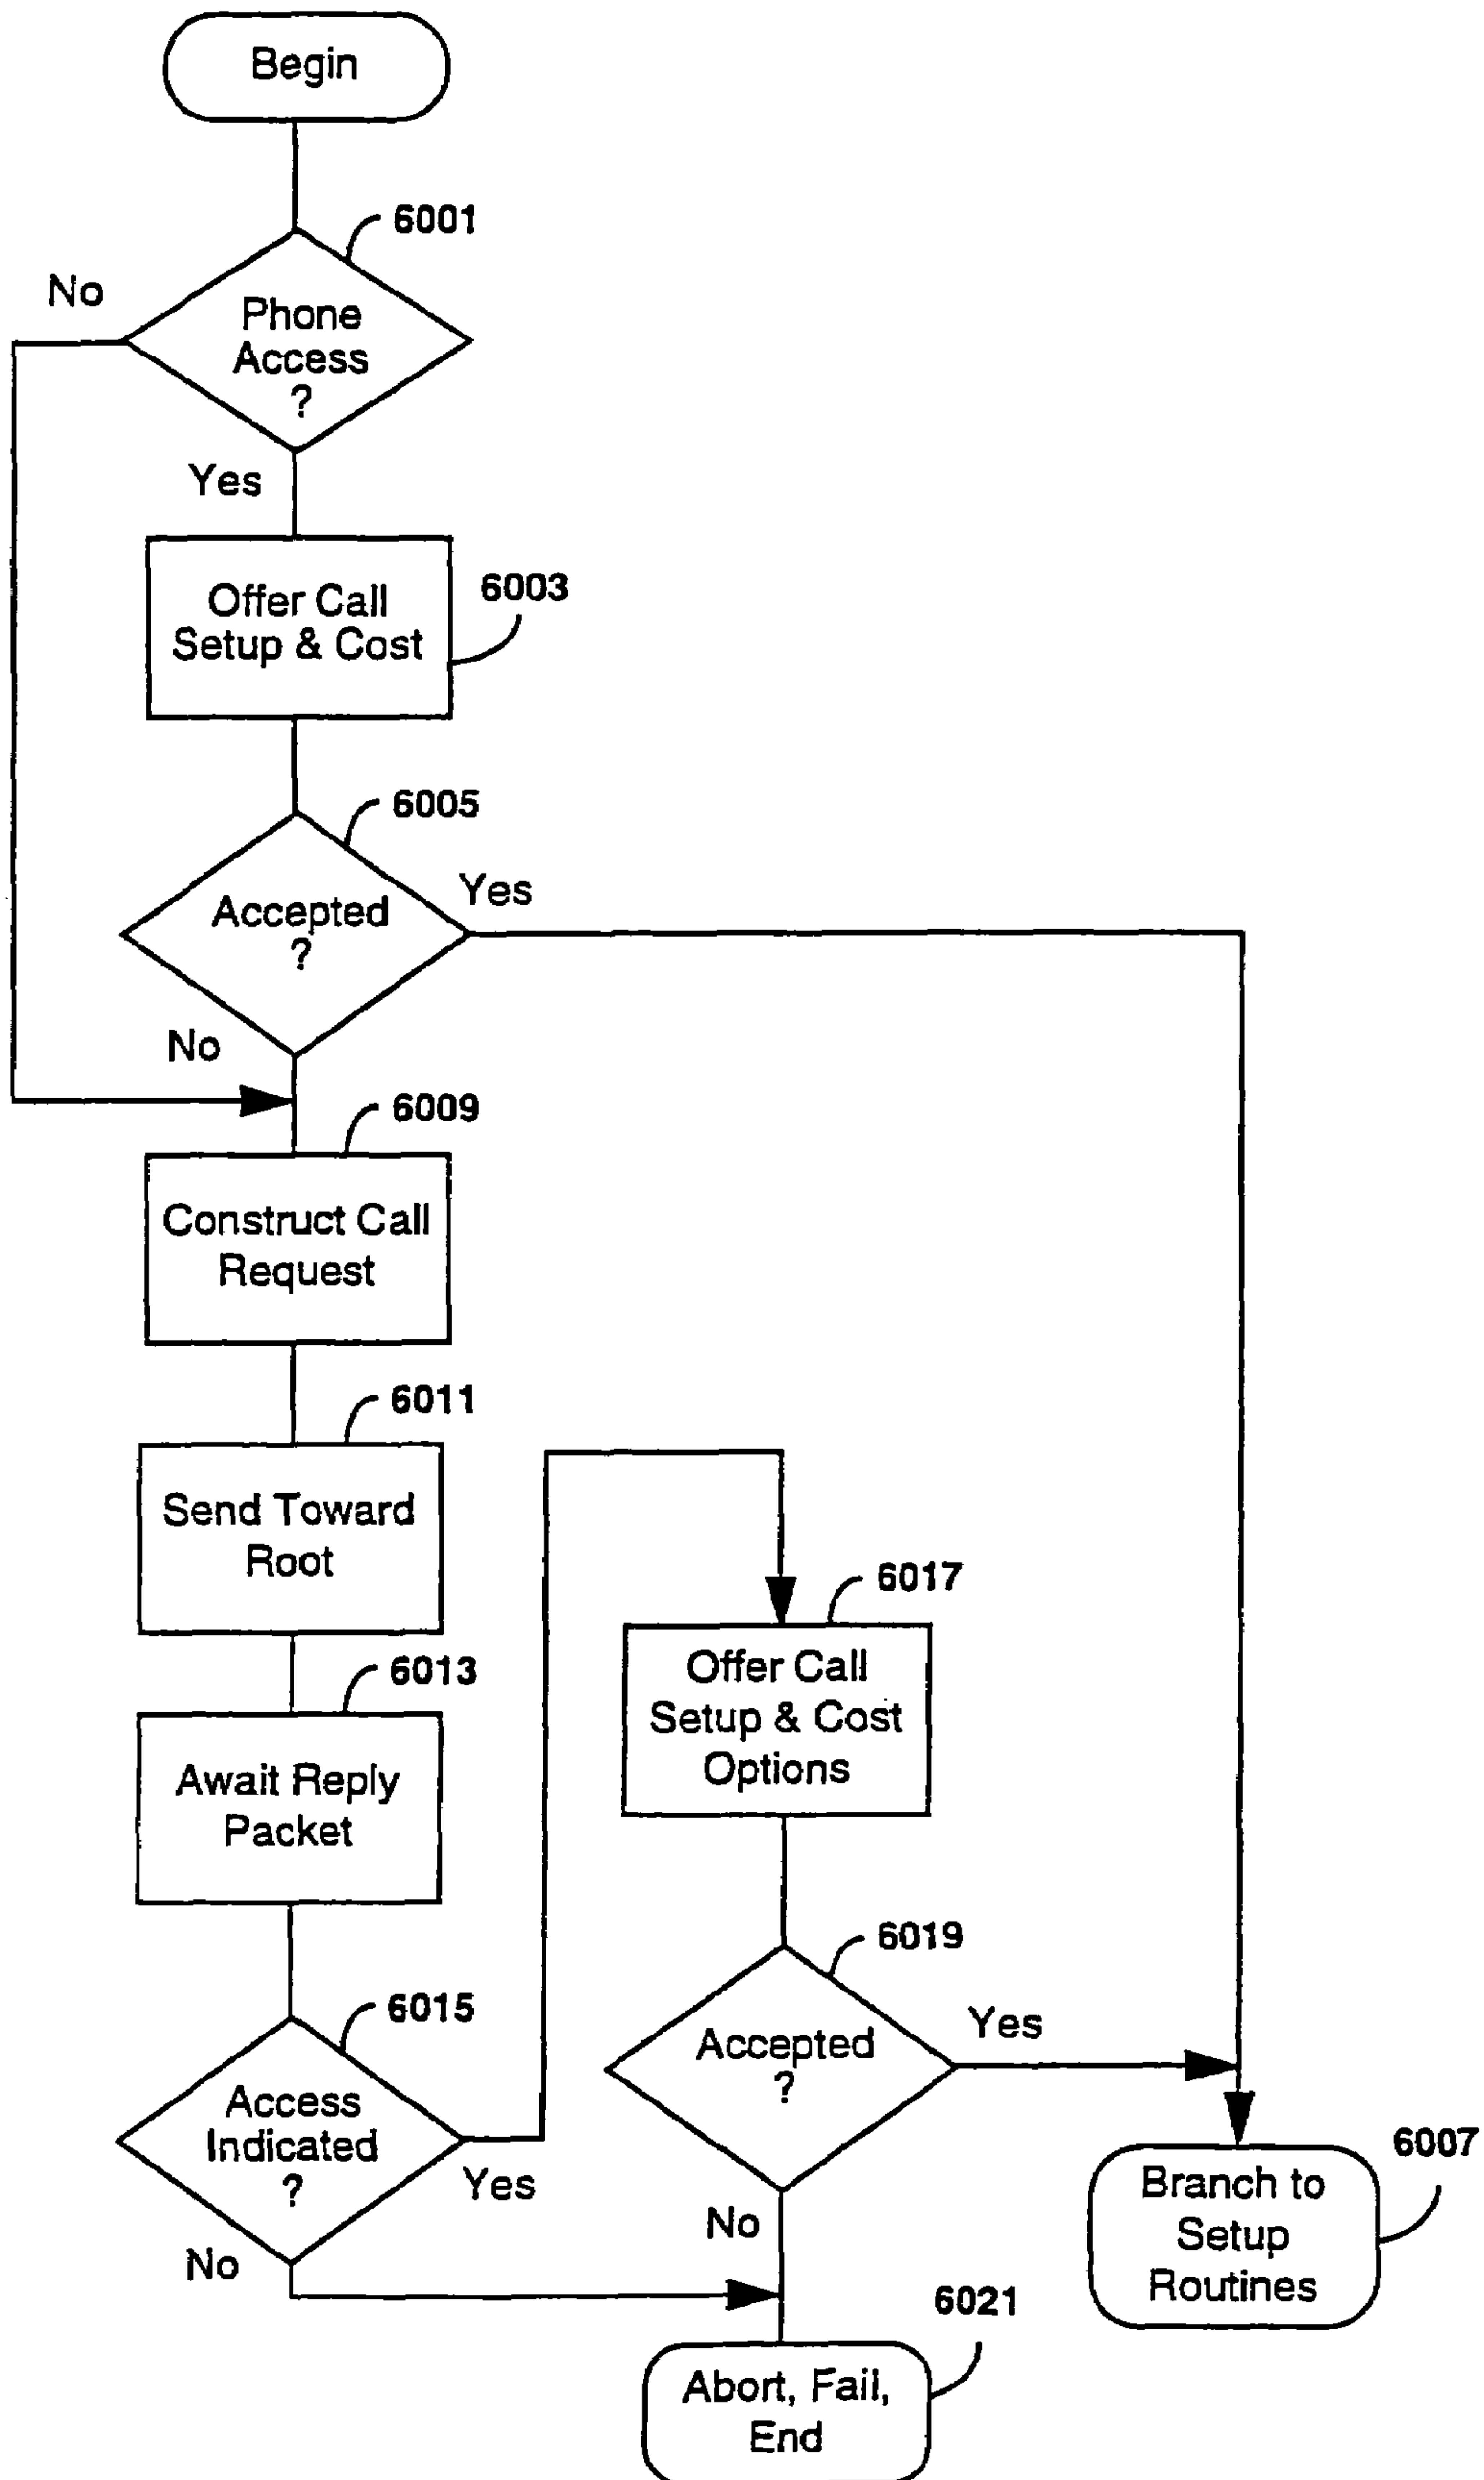 Begin
6001
No
Phone
Access
?
Yes
Offer Call
Setup & Cost
6003
6005
Accepted
?
Yes
No
6009
Construct Call
Request
6011
Send Toward
Root
6013
Await Reply
Packet
6015
Access
Indicated
?
Yes
No
6017
Offer Call
Setup & Cost
Options
6019
Accepted
?
Yes
No
6007
Branch to
Setup
Routines
6021
Abort, Fail,
End